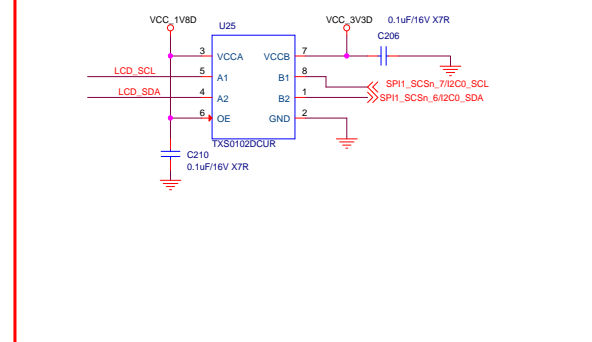 VCC_1V8D
U25
VCC_3V3D
0.1uF/16V X7R
C206
3 VCCA VCCB 7
LCD_SCL 5 A1 B1 8 SPI1_SCSn_7/I2C0_SCL
LCD_SDA 4 A2 B2 1 SPI1_SCSn_6/I2C0_SDA
6 OE GND 2
TXS0102DCUR
C210
0.1uF/16V X7R